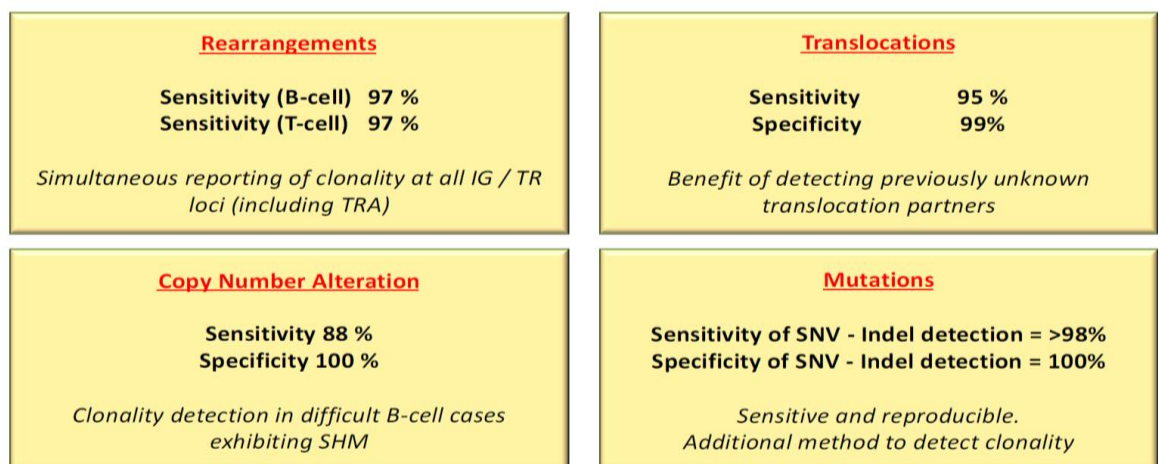 Rearrangements
Sensitivity (B-cell) 97 %
Sensitivity (T-cell) 97 %
Simultaneous reporting of clonality at all IG / TR
loci (including TRA)
Translocations
Sensitivity 95 %
Specificity 99%
Benefit of detecting previously unknown
translocation partners
Copy Number Alteration
Sensitivity 88 %
Specificity 100 %
Clonality detection in difficult B-cell cases
exhibiting SHM
Mutations
Sensitivity of SNV - Indel detection = >98%
Specificity of SNV - Indel detection = 100%
Sensitive and reproducible.
Additional method to detect clonality